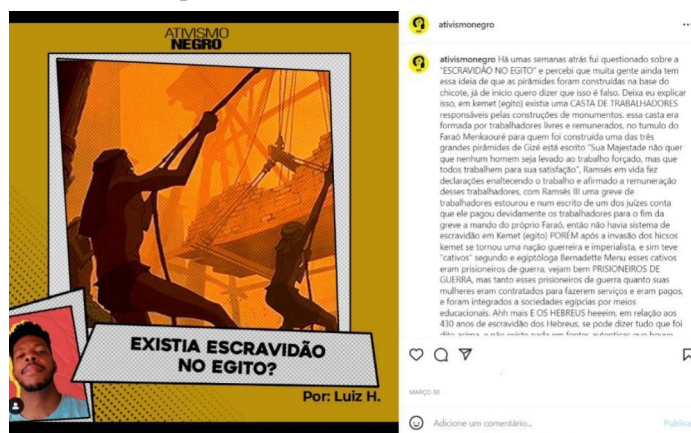 ATIVISMO
NEGRO
EXISTIA ESCRAVIDÃO
NO EGITO?
Por: Luiz H.
ativismonegro
ativismonegro Há umas semanas atrás fui questionado sobre a
"ESCRAVIDÃO NO EGITO" e percebi que muita gente ainda tem
essa ideia de que as pirâmides foram construídas na base do
chicote, já de início quero dizer que isso é falso. Deixa eu explicar
isso, em kemet (egito) existia uma CASTA DE TRABALHADORES
responsáveis pelas construções de monumentos, essa casta era
formada por trabalhadores livres e remunerados, no tumulo do
Faraó Menkaouré para quem foi construída uma das três
grandes pirâmides de Gizé está escrito "Sua Majestade não quer
que nenhum homem seja levado ao trabalho forçado, mas que
todos trabalhem para sua satisfação", Ramsés em vida fez
declarações enaltecendo o trabalho e afirmado a remuneração
desses trabalhadores, com Ramsés III uma greve de
trabalhadores estourou e num escrito de um dos juízes conta
que ele pagou devidamente os trabalhadores para o fim da
greve a mando do próprio Faraó, então não havia sistema de
escravidão em Kemet (egito) PORÉM após a invasão dos hicsos
kemet se tornou uma nação guerreira e imperialista, e sim teve
"cativos" segundo e egiptóloga Bernadette Menu esses cativos
eram prisioneiros de guerra, vejam bem PRISIONEIROS DE
GUERRA, mas tanto esses prisioneiros de guerra quanto suas
mulheres eram contratados para fazerem serviços e eram pagos,
e foram integrados a sociedades egípcias por meios
educacionais. Ahh mais E OS HEBREUS heeeim, em relação aos
430 anos de escravidão dos Hebreus, se pode dizer tudo que foi
MARÇO 30
Adicione um comentário...
Publicar